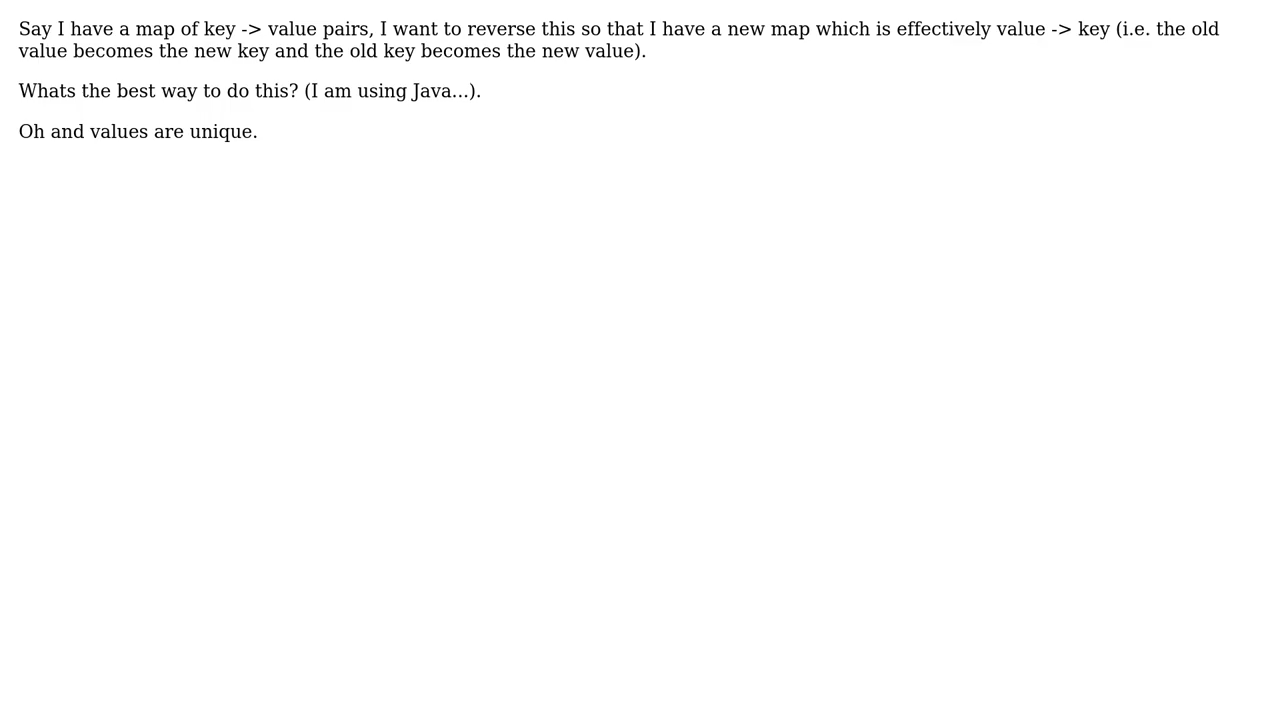 Say I have a map of key -> value pairs, I want to reverse this so that I have a new map which is effectively value -> key (i.e. the old
value becomes the new key and the old key becomes the new value).
Whats the best way to do this? (I am using Java...).
Oh and values are unique.